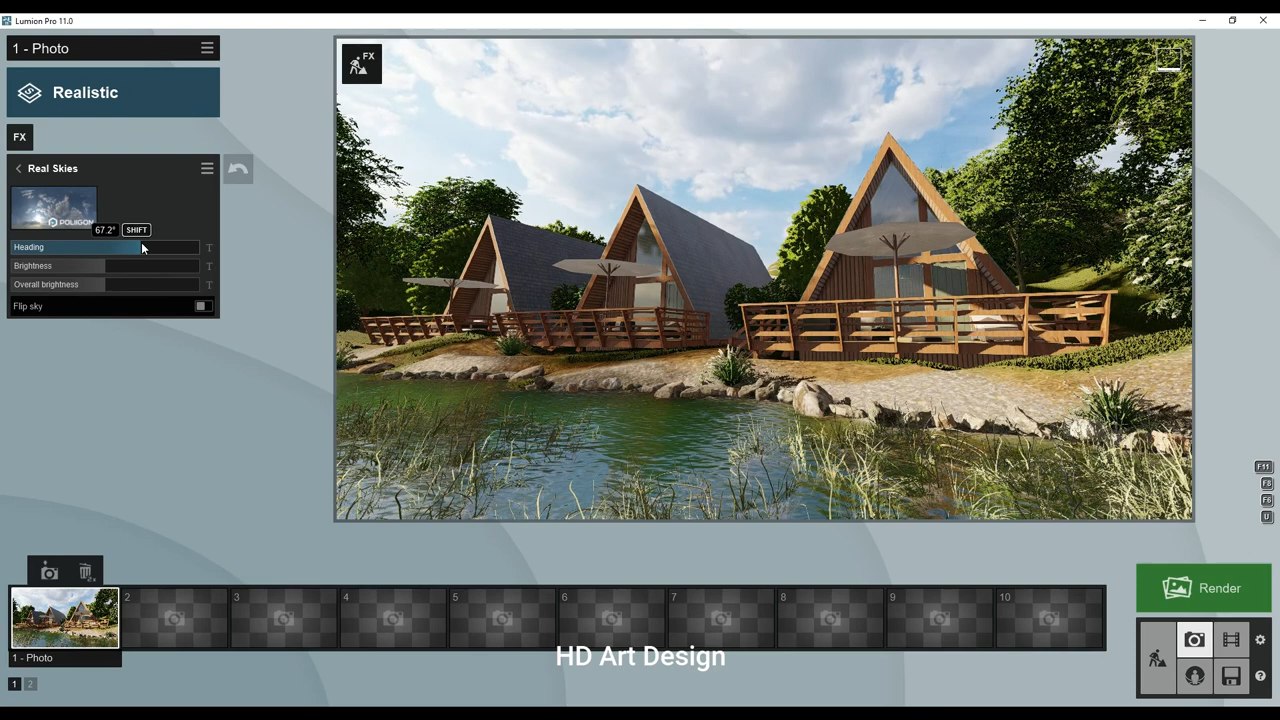 Lumion Pro 11.0
1 - Photo
Realistic
FX
FX
Real Skies
POLIIGON
67.2° SHIFT
Heading T
Brightness T
Overall brightness T
Flip sky
F11
F8
F6
U
Render
2 3 4 5 6 7 8 9 10
1 - Photo
HD Art Design
1 2
?